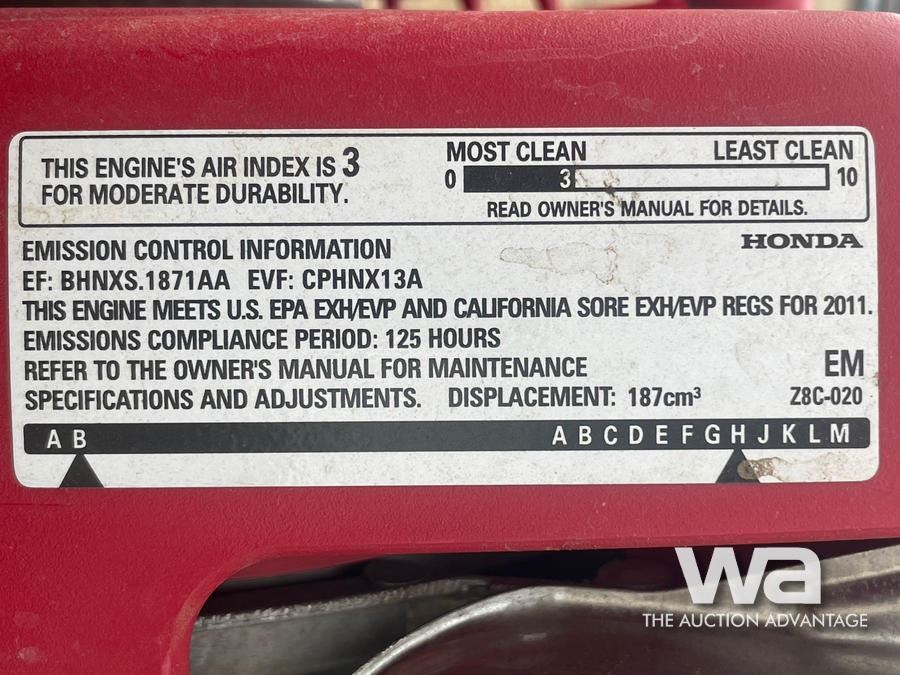 THIS ENGINE'S AIR INDEX IS 3
FOR MODERATE DURABILITY.
MOST CLEAN LEAST CLEAN
0 3 10
READ OWNER'S MANUAL FOR DETAILS.
EMISSION CONTROL INFORMATION
HONDA
EF: BHNXS.1871AA EVF: CPHNX13A
THIS ENGINE MEETS U.S. EPA EXH/EVP AND CALIFORNIA SORE EXH/EVP REGS FOR 2011.
EMISSIONS COMPLIANCE PERIOD: 125 HOURS
REFER TO THE OWNER'S MANUAL FOR MAINTENANCE
EM
SPECIFICATIONS AND ADJUSTMENTS. DISPLACEMENT: 187cm³
Z8C-020
A B A B C D E F G H J K L M
wa
THE AUCTION ADVANTAGE